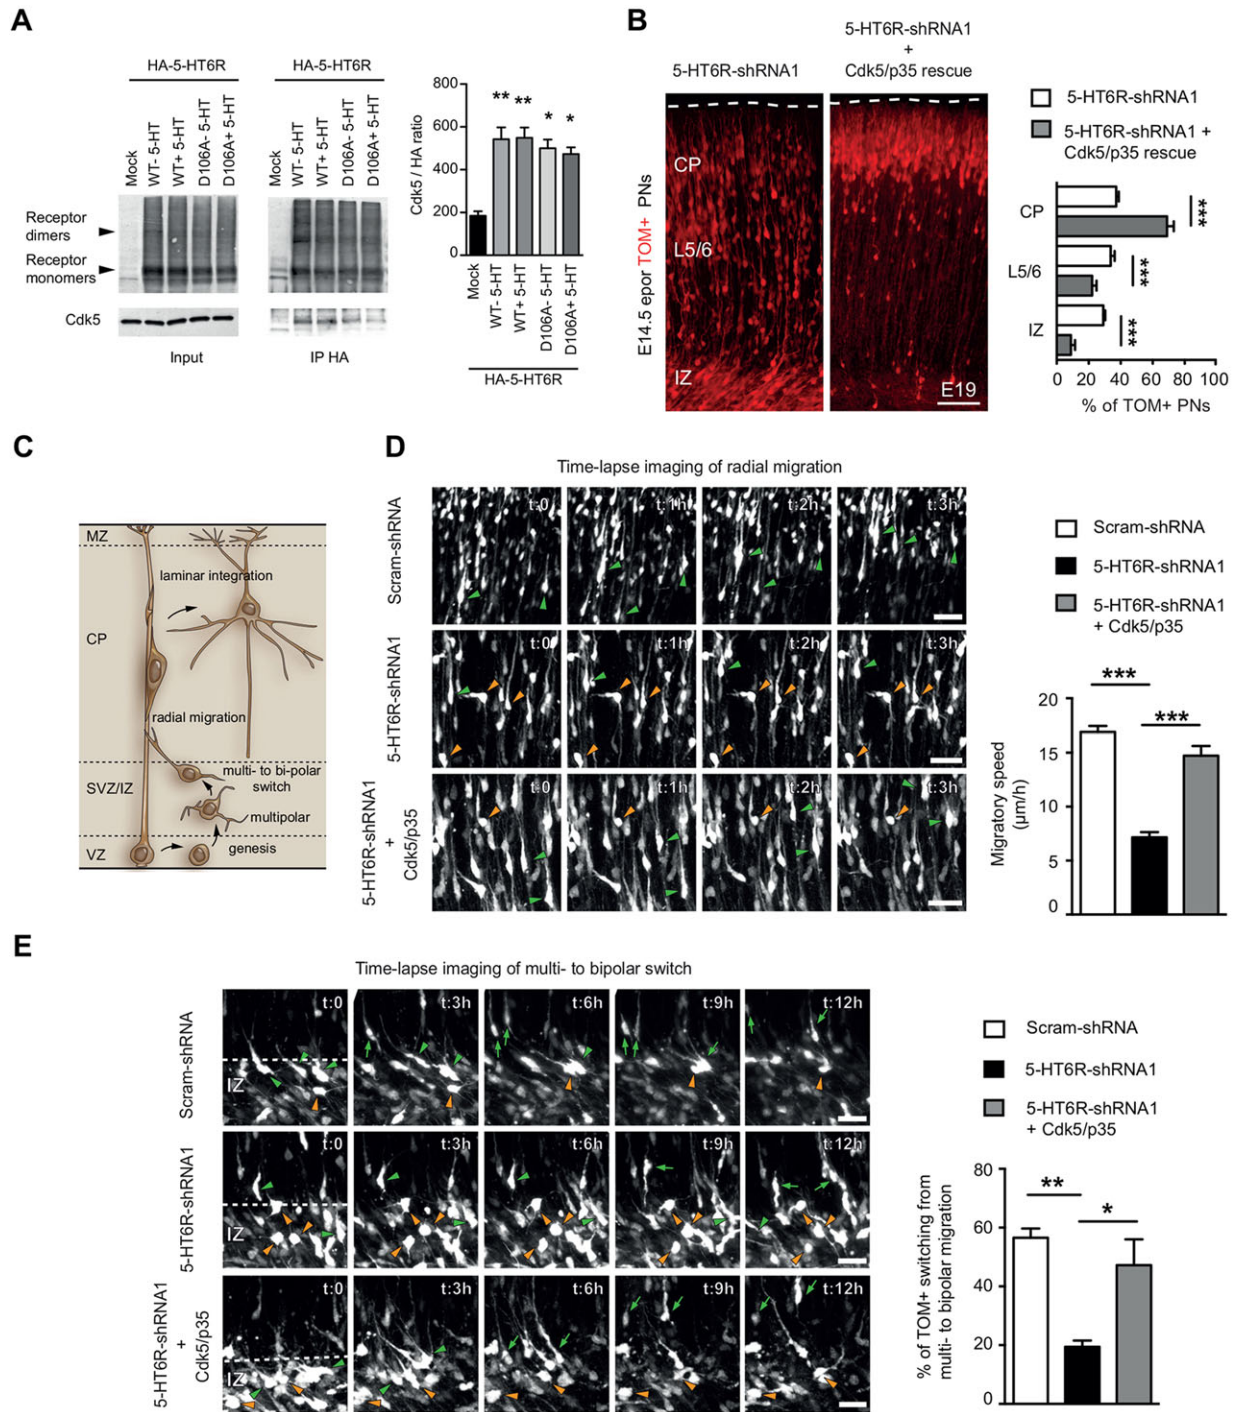 A
HA-5-HT6R
HA-5-HT6R
Mock
WT- 5-HT
WT+ 5-HT
D106A- 5-HT
D106A+ 5-HT
Mock
WT- 5-HT
WT+ 5-HT
D106A- 5-HT
D106A+ 5-HT
Receptor
dimers
Receptor
monomers
Cdk5
Input
IP HA
Cdk5 / HA ratio
800
600
400
200
0
**
**
*
*
Mock
WT- 5-HT
WT+ 5-HT
D106A- 5-HT
D106A+ 5-HT
HA-5-HT6R
B
5-HT6R-shRNA1
5-HT6R-shRNA1
+
Cdk5/p35 rescue
E14.5 epor TOM+ PNs
CP
L5/6
IZ
E19
5-HT6R-shRNA1
5-HT6R-shRNA1 +
Cdk5/p35 rescue
CP
***
L5/6
***
IZ
***
0 20 40 60 80 100
% of TOM+ PNs
C
MZ
laminar integration
CP
radial migration
multi- to bi-polar
switch
SVZ/IZ
multipolar
VZ
genesis
D
Time-lapse imaging of radial migration
Scram-shRNA
t:0
t:1h
t:2h
t:3h
5-HT6R-shRNA1
t:0
t:1h
t:2h
t:3h
5-HT6R-shRNA1
+
Cdk5/p35
t:0
t:1h
t:2h
t:3h
Scram-shRNA
5-HT6R-shRNA1
5-HT6R-shRNA1
+ Cdk5/p35
Migratory speed
(µm/h)
20
15
10
5
0
***
***
E
Time-lapse imaging of multi- to bipolar switch
Scram-shRNA
t:0
t:3h
t:6h
t:9h
t:12h
IZ
5-HT6R-shRNA1
t:0
t:3h
t:6h
t:9h
t:12h
IZ
5-HT6R-shRNA1
+
Cdk5/p35
t:0
t:3h
t:6h
t:9h
t:12h
IZ
Scram-shRNA
5-HT6R-shRNA1
5-HT6R-shRNA1
+ Cdk5/p35
% of TOM+ switching from
multi- to bipolar migration
80
60
40
20
0
**
*